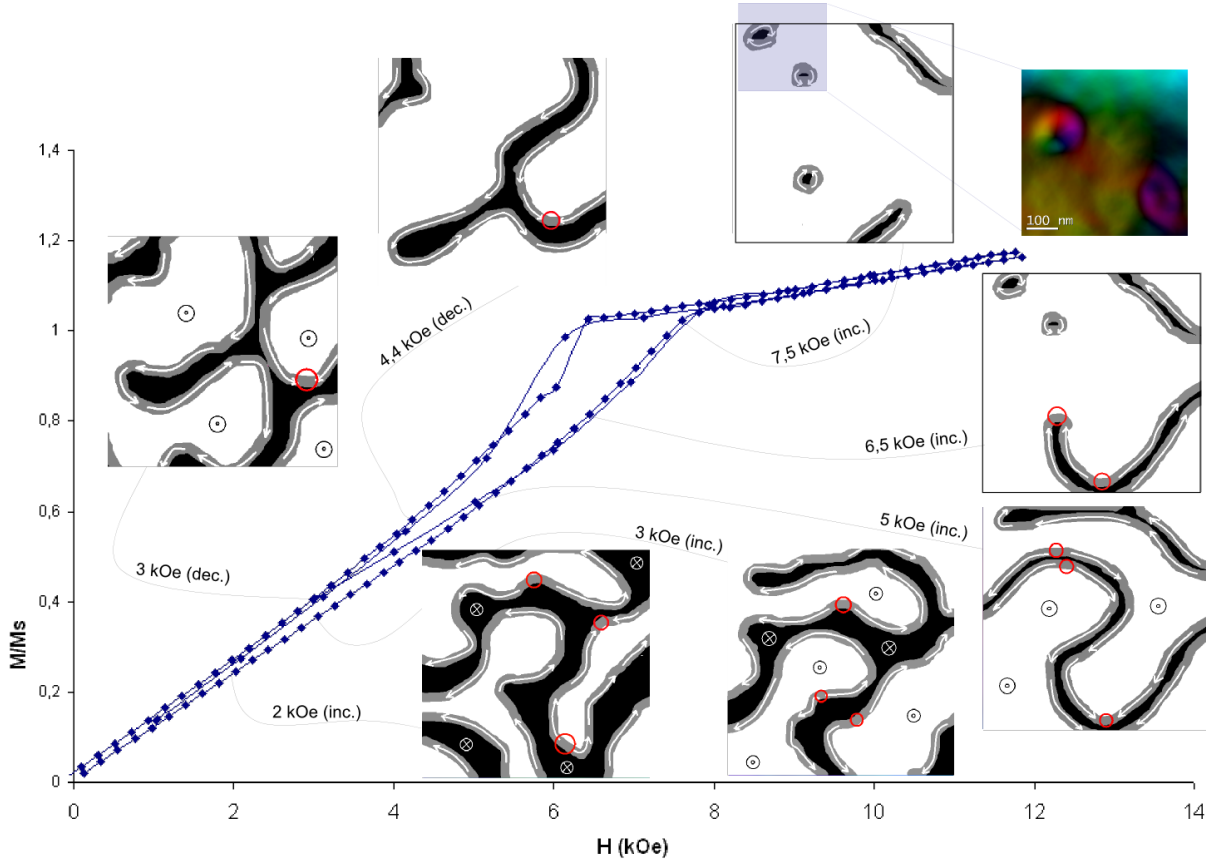 1,4
1,2
1
0,8
0,6
0,4
0,2
0
M/Ms
0
2
4
6
8
10
12
14
H (kOe)
100 nm
4,4 kOe (dec.)
7,5 kOe (inc.)
6,5 kOe (inc.)
5 kOe (inc.)
3 kOe (inc.)
3 kOe (dec.)
2 kOe (inc.)